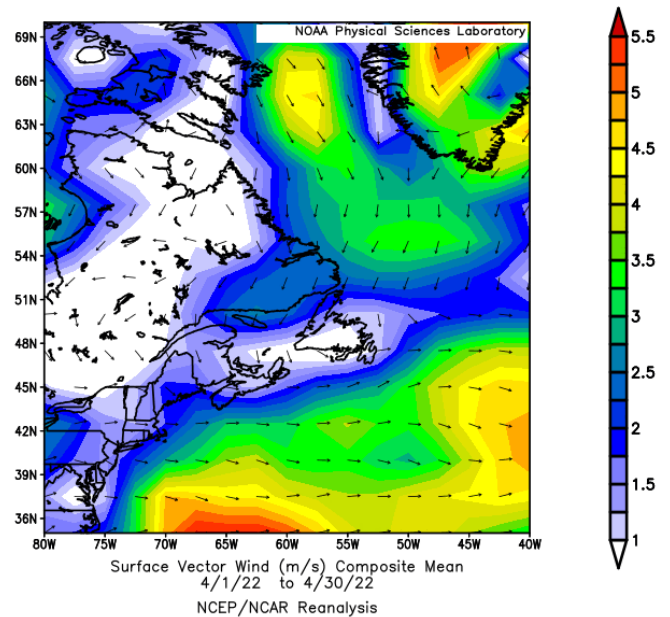 NOAA Physical Sciences Laboratory
69N
66N
63N
60N
57N
54N
51N
48N
45N
42N
39N
36N
80W 75W 70W 65W 60W 55W 50W 45W 40W
5.5
5
4.5
4
3.5
3
2.5
2
1.5
1
Surface Vector Wind (m/s) Composite Mean
4/1/22 to 4/30/22
NCEP/NCAR Reanalysis